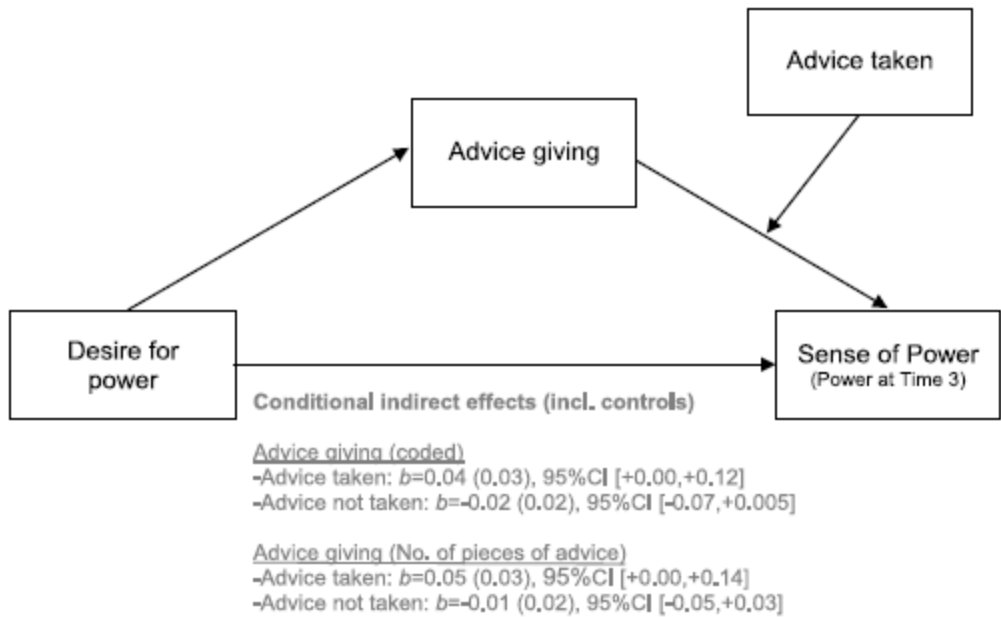 Advice taken
Advice giving
Desire for
power
Sense of Power
(Power at Time 3)
Conditional indirect effects (incl. controls)
Advice giving (coded)
-Advice taken: b=0.04 (0.03), 95%CI [+0.00,+0.12]
-Advice not taken: b=-0.02 (0.02), 95%CI [-0.07,+0.005]
Advice giving (No. of pieces of advice)
-Advice taken: b=0.05 (0.03), 95%CI [+0.00,+0.14]
-Advice not taken: b=-0.01 (0.02), 95%CI [-0.05,+0.03]